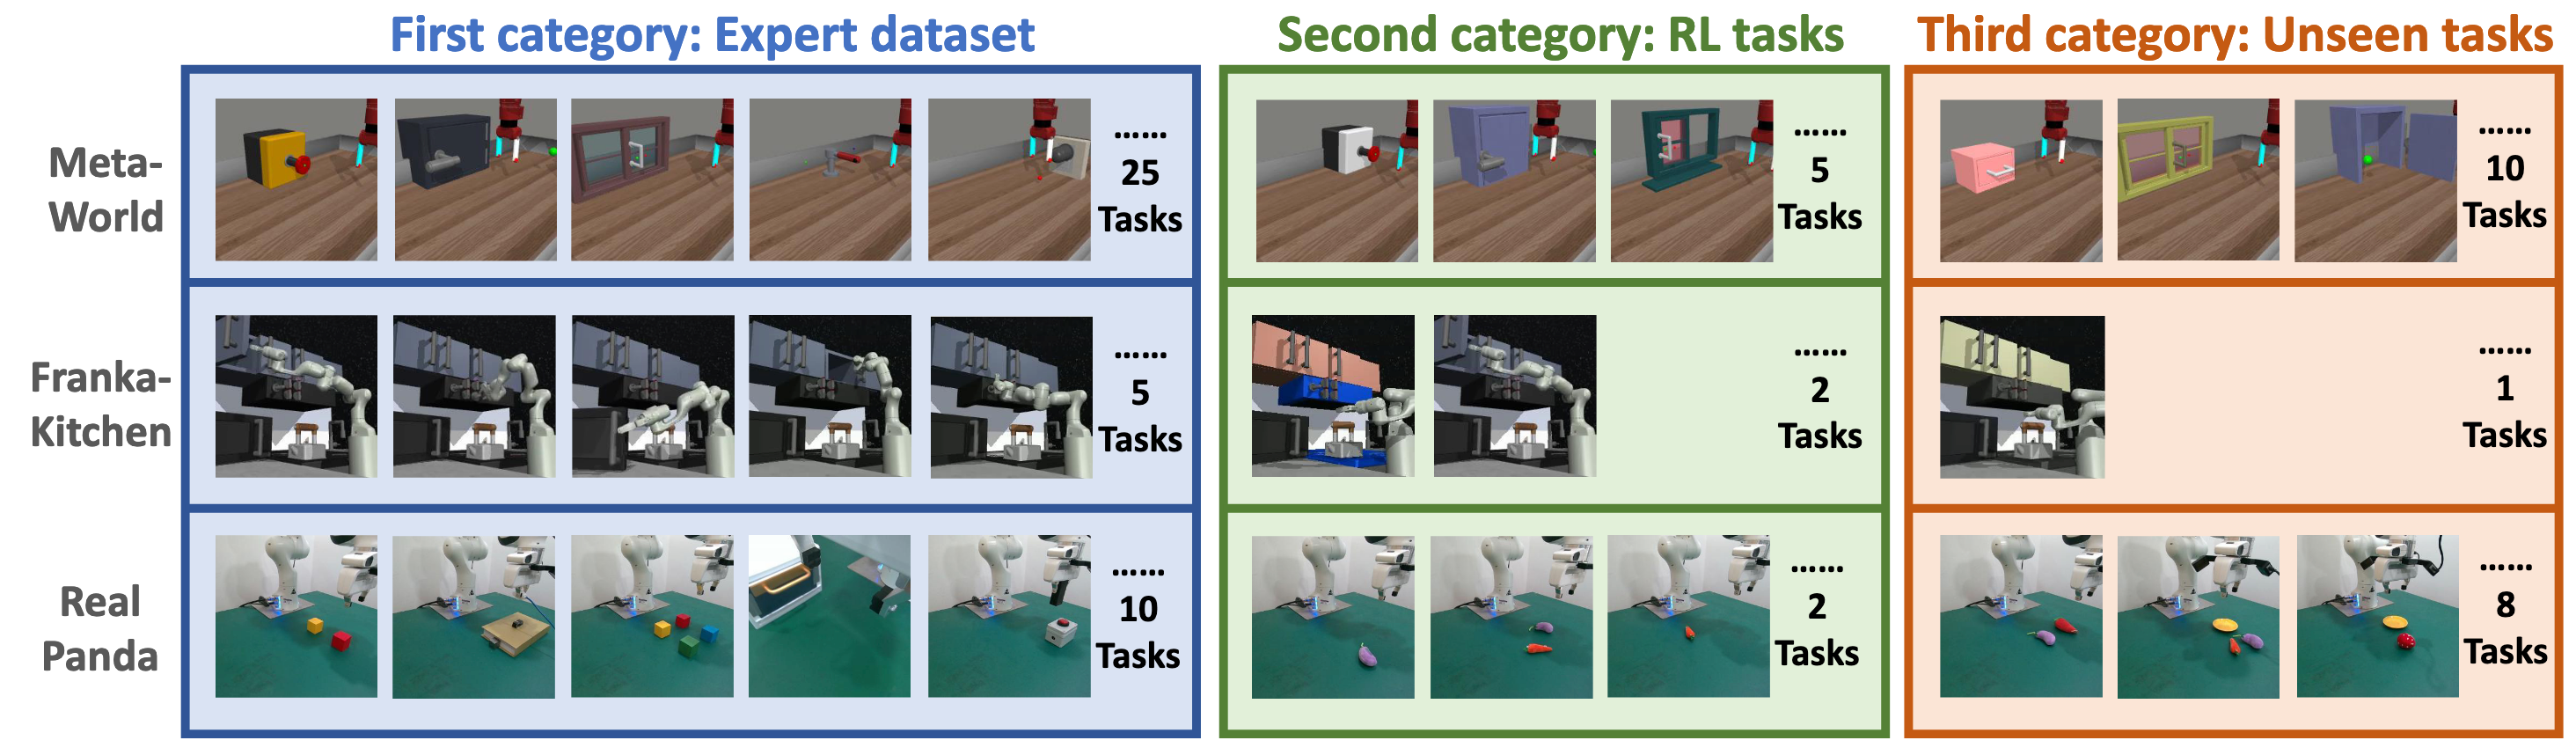 First category: Expert dataset
Second category: RL tasks
Third category: Unseen tasks
Meta-
World
......
25
Tasks
......
5
Tasks
......
10
Tasks
Franka-
Kitchen
......
5
Tasks
......
2
Tasks
......
1
Tasks
Real
Panda
......
10
Tasks
......
2
Tasks
......
8
Tasks